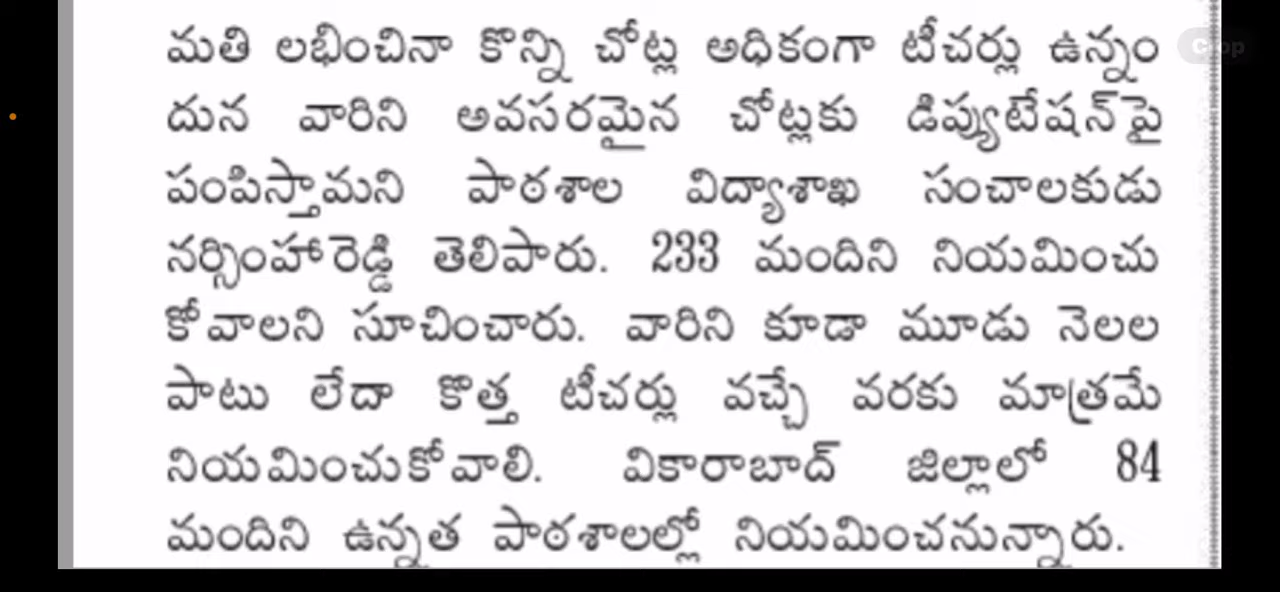 మతి లభించినా కొన్ని చోట్ల అధికంగా టీచర్లు ఉన్నం
దున వారిని అవసరమైన చోట్లకు డిప్యుటేషన్‌పై
పంపిస్తామని పాఠశాల విద్యాశాఖ సంచాలకుడు
నర్సింహారెడ్డి తెలిపారు. 233 మందిని నియమించు
కోవాలని సూచించారు. వారిని కూడా మూడు నెలల
పాటు లేదా కొత్త టీచర్లు వచ్చే వరకు మాత్రమే
నియమించుకోవాలి. వికారాబాద్ జిల్లాలో 84
మందిని ఉన్నత పాఠశాలల్లో నియమించనున్నారు.
Crop